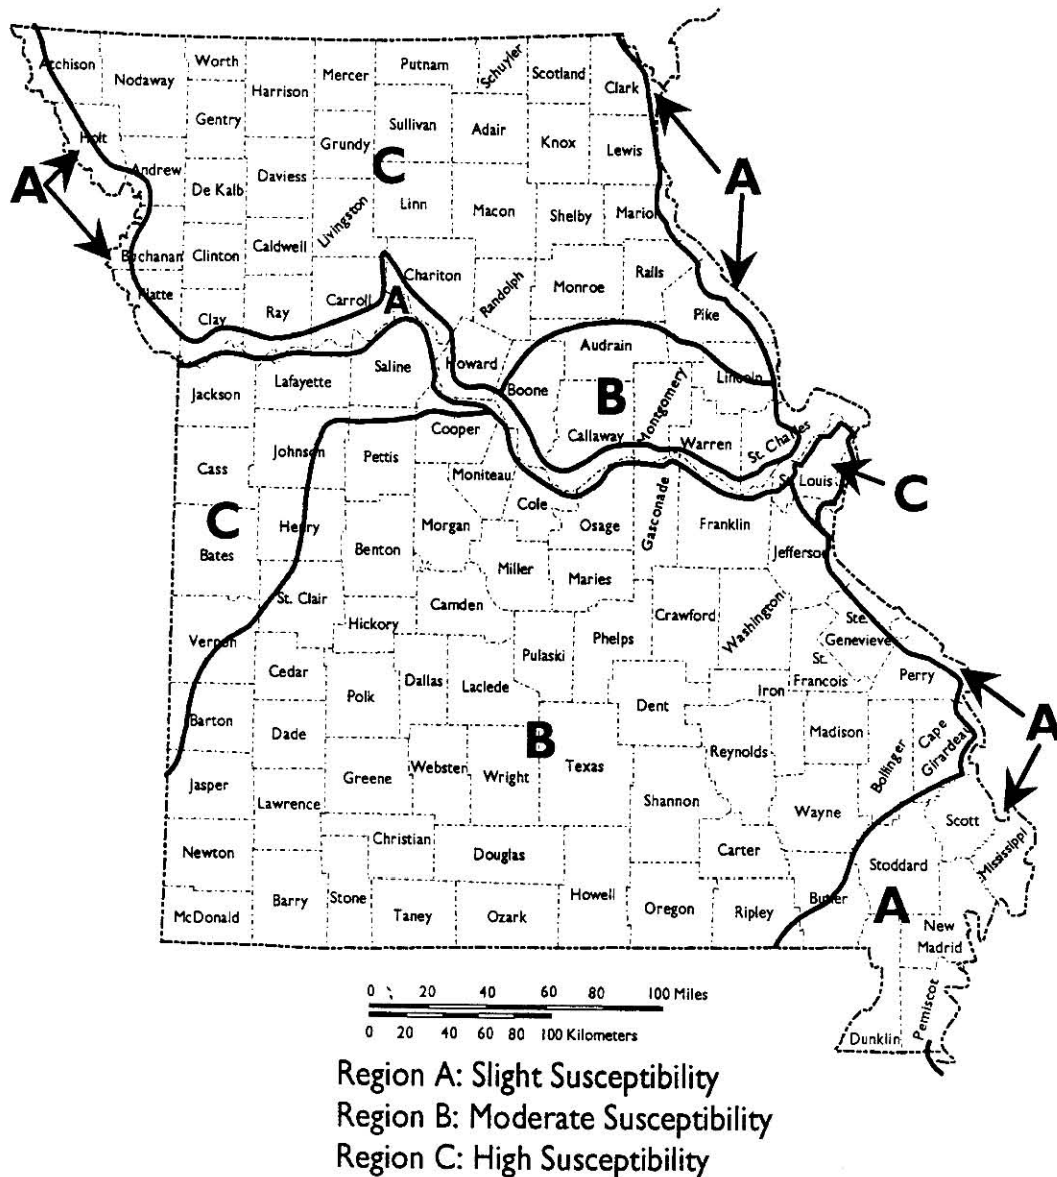 Atchison
Nodaway
Worth
Harrison
Mercer
Putnam
Schuyler
Scotland
Clark
A
Gentry
Sullivan
Adair
Knox
Lewis
Grundy
Holt
Andrew
De Kalb
Daviess
C
A
A
Livingston
Linn
Macon
Shelby
Marion
Buchanan
Clinton
Caldwell
Chariton
Randolph
Monroe
Ralls
Platte
Clay
Ray
Carroll
A
Pike
Audrain
Howard
Boone
Lincoln
Jackson
Lafayette
Saline
B
Montgomery
Callaway
Warren
St. Charles
Cooper
Cass
Johnson
Pettis
Moniteau
St. Louis
C
Cole
C
Henry
Morgan
Osage
Gasconade
Franklin
Bates
Benton
Miller
Maries
Jefferson
St. Clair
Camden
Crawford
Washington
Hickory
Phelps
Ste.
Genevieve
Vernon
Pulaski
St.
Francois
Cedar
Dallas
Laclede
Iron
Perry
Polk
Dent
Barton
Dade
B
Reynolds
Madison
Bollinger
Cape
Girardeau
A
Jasper
Greene
Webster
Wright
Texas
Lawrence
Shannon
Wayne
Scott
Newton
Christian
Douglas
Carter
Stoddard
Mississippi
Barry
Stone
Howell
Butler
A
McDonald
Taney
Ozark
Oregon
Ripley
New
Madrid
Pemiscot
Dunklin
0 20 40 60 80 100 Miles
0 20 40 60 80 100 Kilometers
Region A: Slight Susceptibility
Region B: Moderate Susceptibility
Region C: High Susceptibility